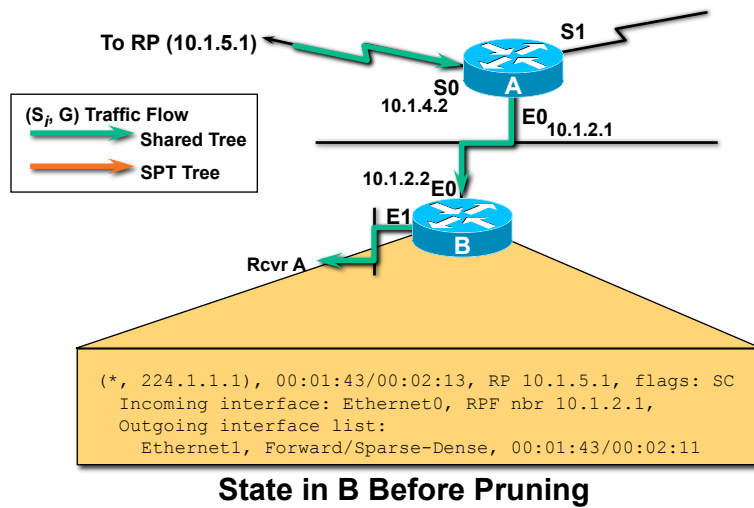 To RP (10.1.5.1)
S1
S0
A
10.1.4.2
E0
10.1.2.1
(Si, G) Traffic Flow
Shared Tree
SPT Tree
10.1.2.2
E0
E1
B
Rcvr A
(*, 224.1.1.1), 00:01:43/00:02:13, RP 10.1.5.1, flags: SC
Incoming interface: Ethernet0, RPF nbr 10.1.2.1,
Outgoing interface list:
Ethernet1, Forward/Sparse-Dense, 00:01:43/00:02:11
State in B Before Pruning